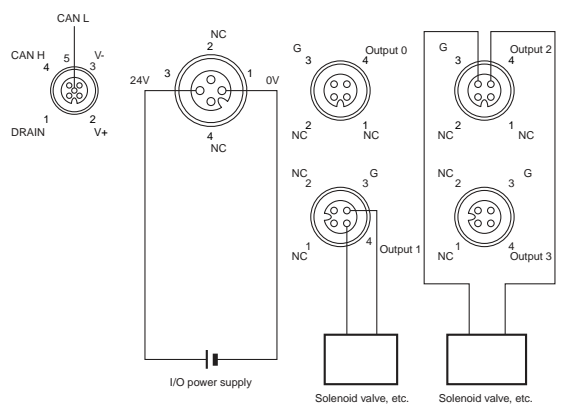 CAN L
CAN H 5 V-
4 3
1 2
DRAIN V+
NC
2
24V 3 1 0V
4
NC
G Output 0
3 4
2 1
NC NC
G Output 2
3 4
2 1
NC NC
NC G
2 3
1 4
NC Output 1
NC G
2 3
1 4
NC Output 3
I/O power supply
Solenoid valve, etc.
Solenoid valve, etc.